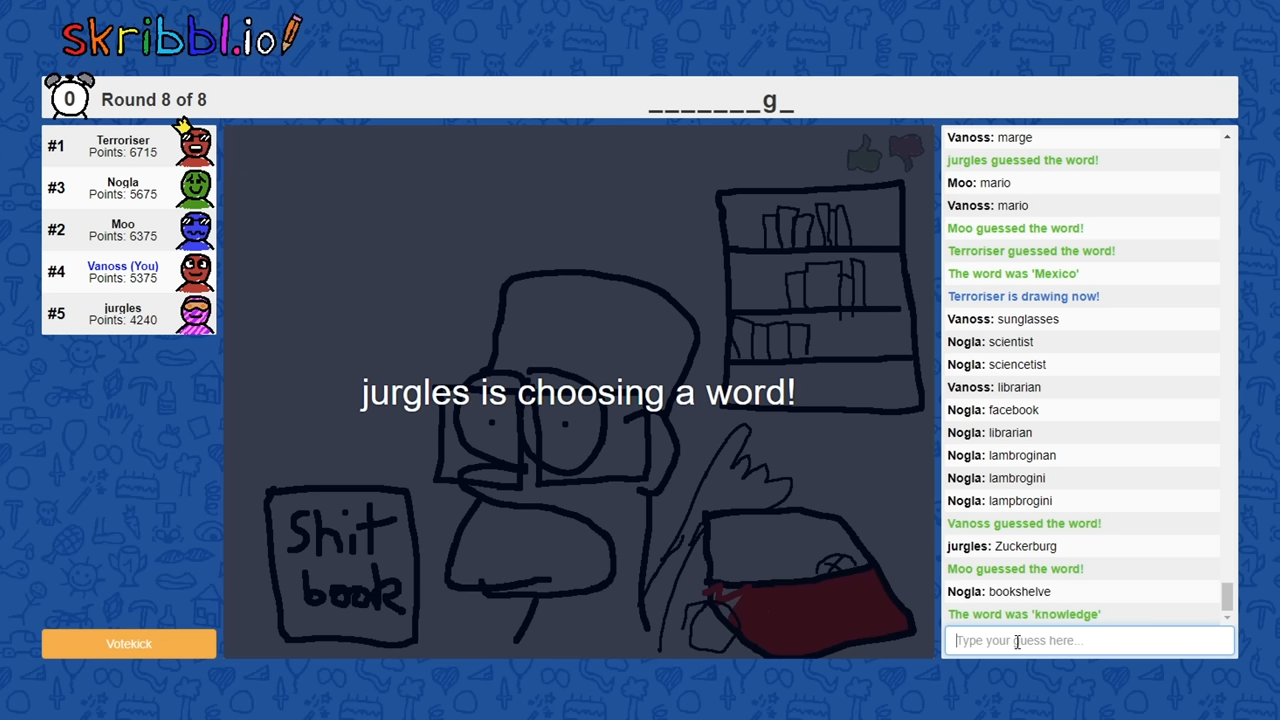 skribbl.io
0
Round 8 of 8
_______g_
#1
Terroriser
Points: 6715
#3
Nogla
Points: 5675
#2
Moo
Points: 6375
#4
Vanoss (You)
Points: 5375
#5
jurgles
Points: 4240
Votekick
jurgles is choosing a word!
Shit
book
Vanoss: marge
jurgles guessed the word!
Moo: mario
Vanoss: mario
Moo guessed the word!
Terroriser guessed the word!
The word was 'Mexico'
Terroriser is drawing now!
Vanoss: sunglasses
Nogla: scientist
Nogla: sciencetist
Vanoss: librarian
Nogla: facebook
Nogla: librarian
Nogla: lambroginan
Nogla: lambrogini
Nogla: lampbrogini
Vanoss guessed the word!
jurgles: Zuckerburg
Moo guessed the word!
Nogla: bookshelve
The word was 'knowledge'
Type your guess here...